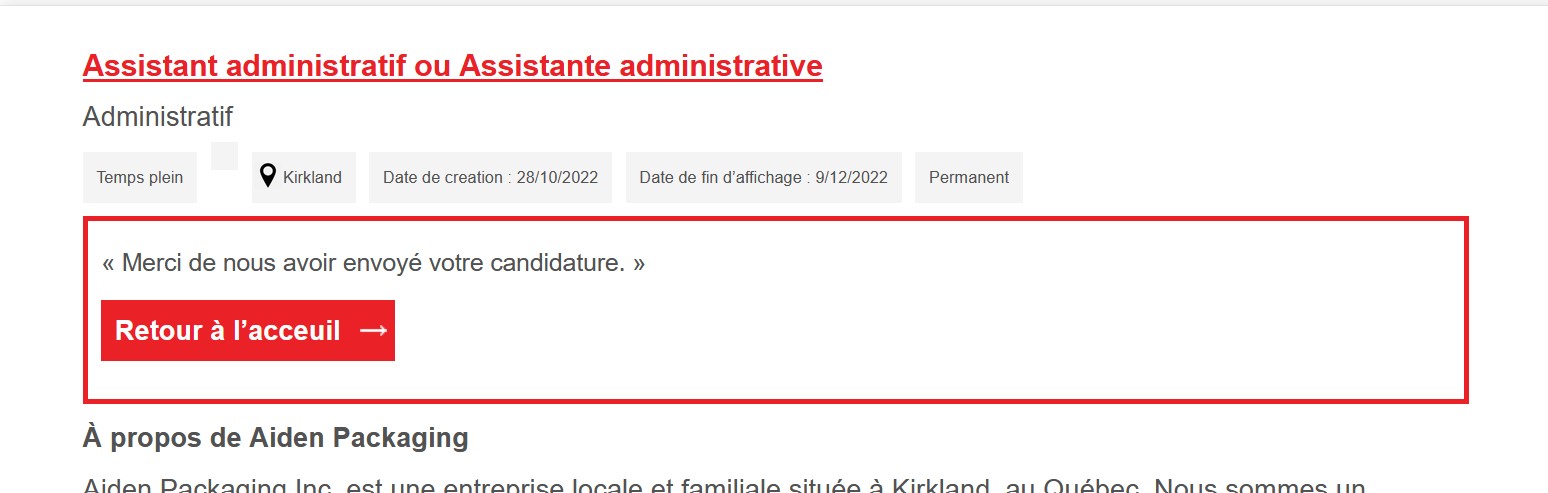 Assistant administratif ou Assistante administrative
Administratif
Temps plein
Kirkland
Date de creation : 28/10/2022
Date de fin d’affichage : 9/12/2022
Permanent
« Merci de nous avoir envoyé votre candidature. »
Retour à l’acceuil →
À propos de Aiden Packaging
Aiden Packaging Inc. est une entreprise locale et familiale située à Kirkland, au Québec. Nous sommes un